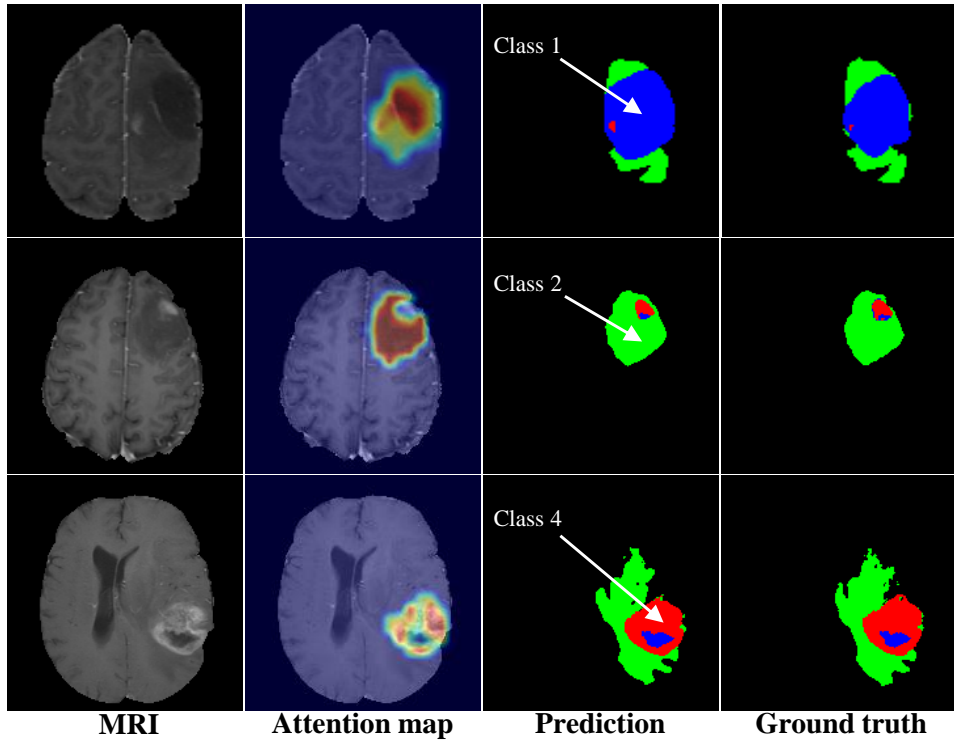 Class 1
Class 2
Class 4
MRI
Attention map
Prediction
Ground truth